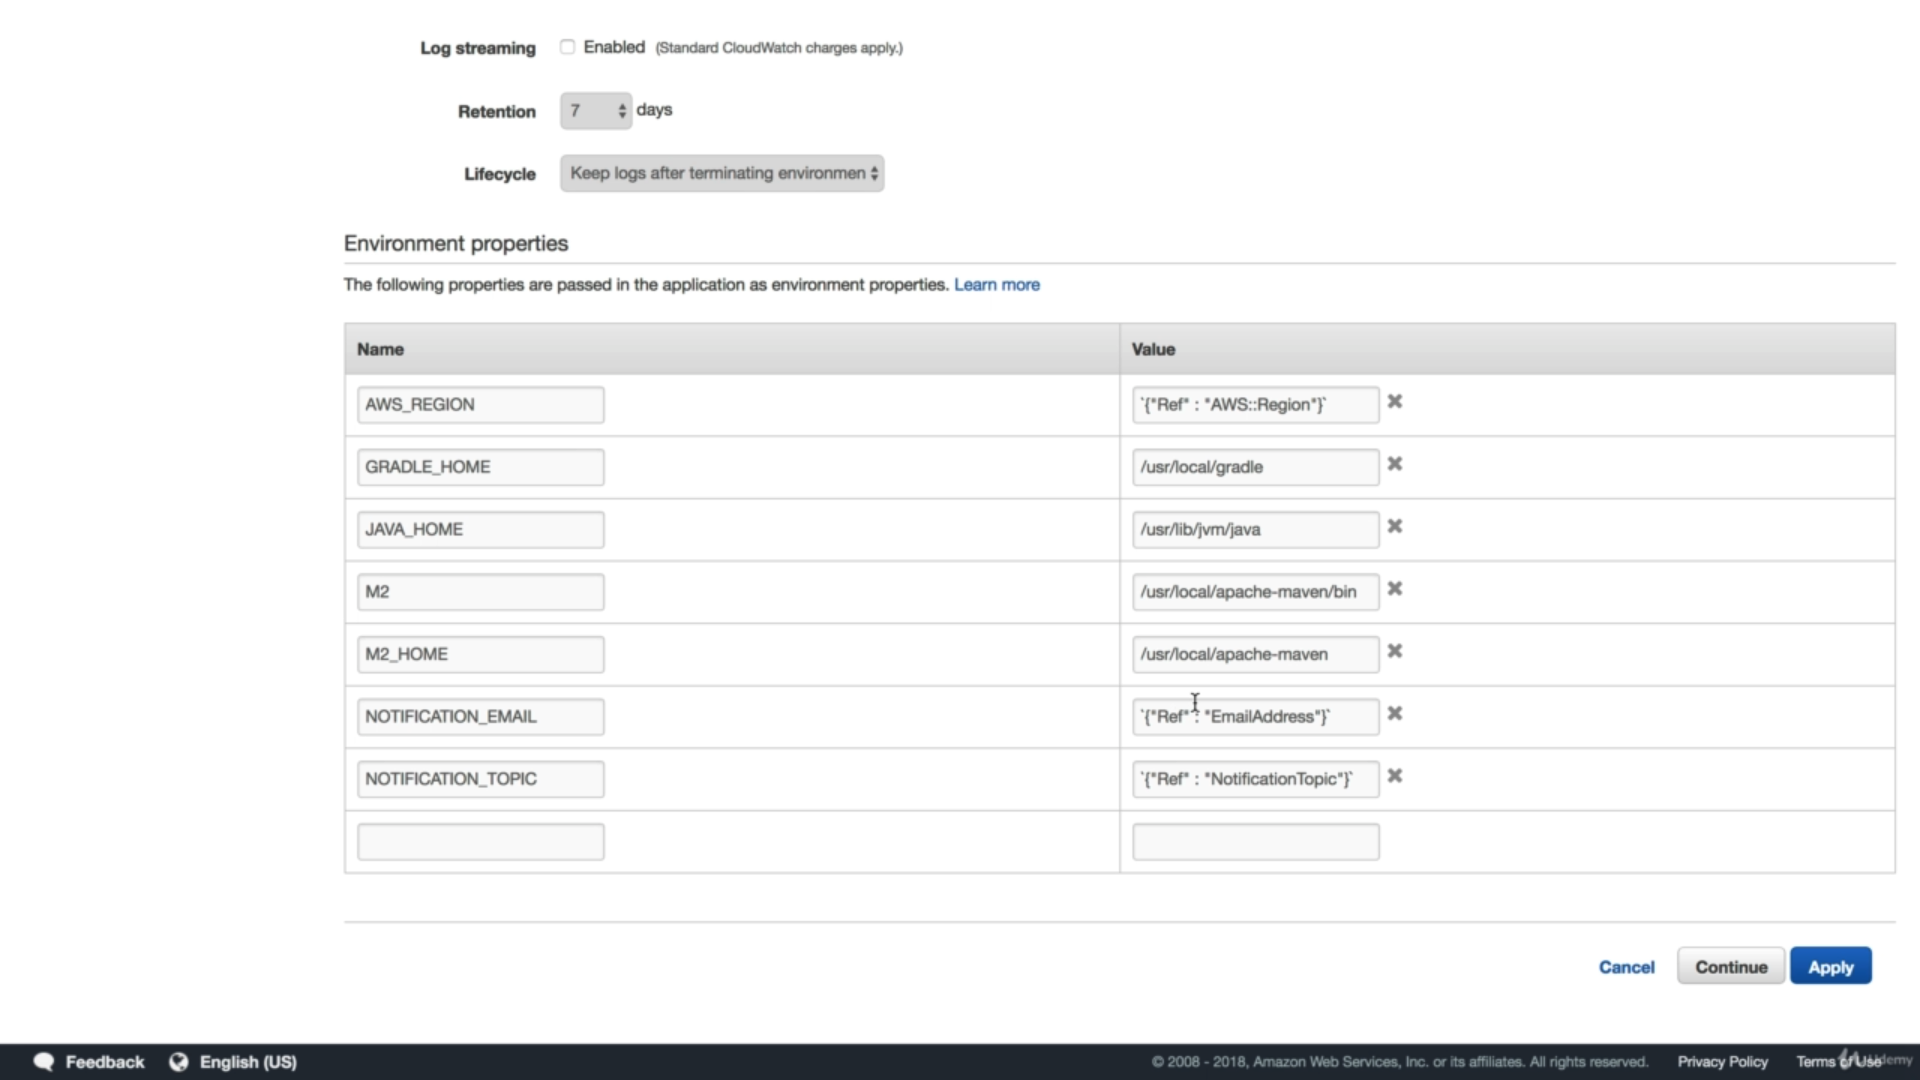 Log streaming Enabled (Standard CloudWatch charges apply.)
Retention 7 days
Lifecycle Keep logs after terminating environmen
Environment properties
The following properties are passed in the application as environment properties. Learn more
Name Value
AWS_REGION `{"Ref" : "AWS::Region"}`
GRADLE_HOME /usr/local/gradle
JAVA_HOME /usr/lib/jvm/java
M2 /usr/local/apache-maven/bin
M2_HOME /usr/local/apache-maven
NOTIFICATION_EMAIL `{"Ref" : "EmailAddress"}`
NOTIFICATION_TOPIC `{"Ref" : "NotificationTopic"}`
Cancel Continue Apply
Feedback English (US) © 2008 - 2018, Amazon Web Services, Inc. or its affiliates. All rights reserved. Privacy Policy Terms of Use Udemy